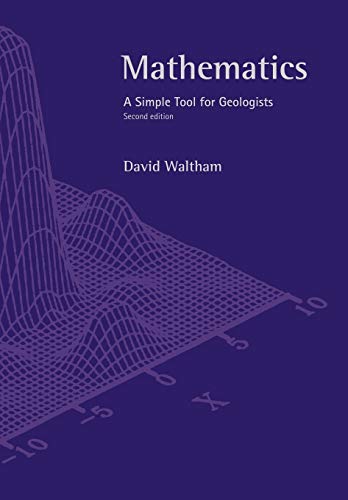 Mathematics
A Simple Tool for Geologists
Second edition
David Waltham
10
5
0
X
-5
-10